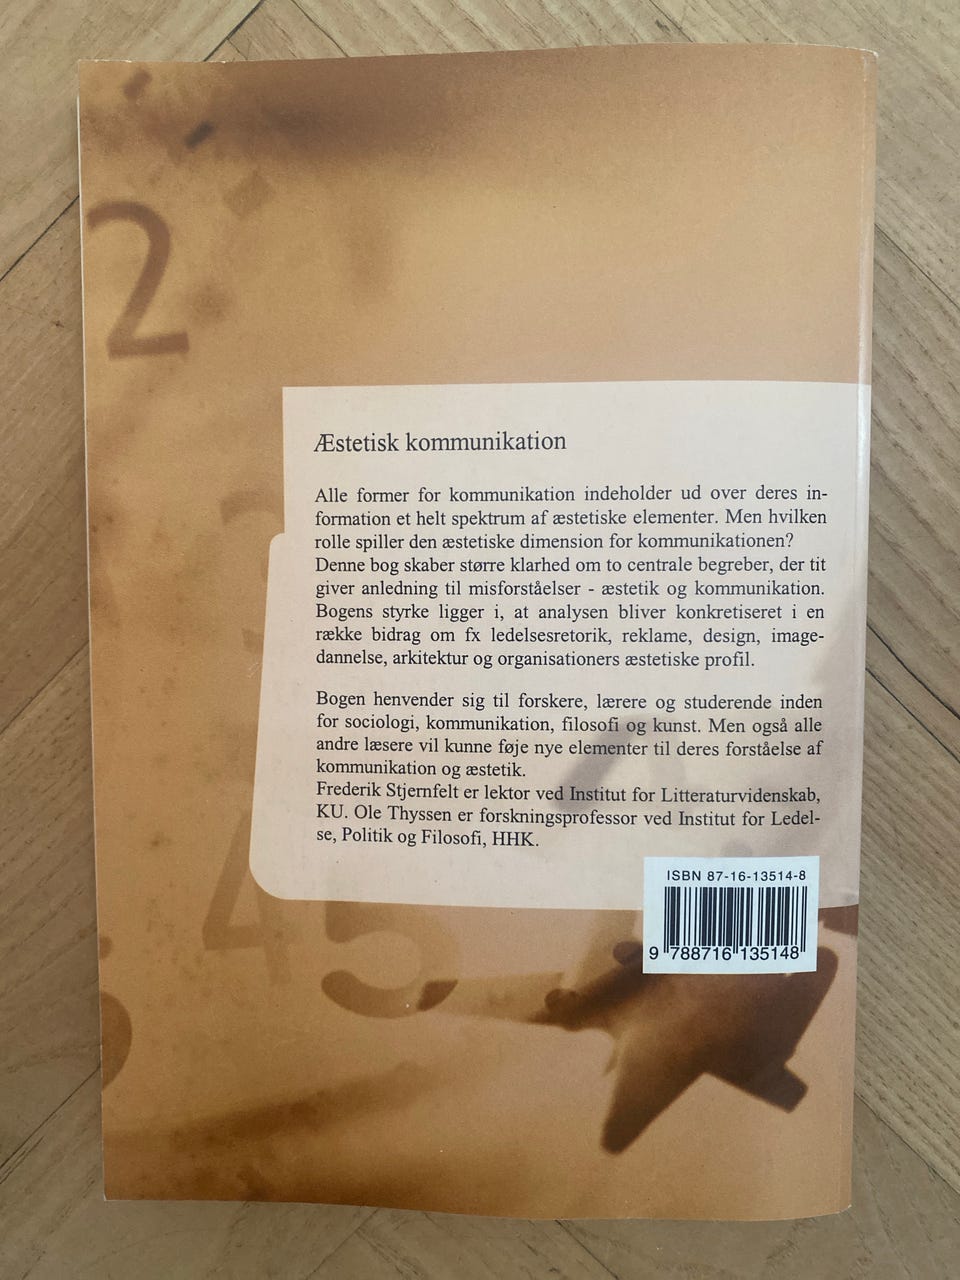 2
Æstetisk kommunikation
Alle former for kommunikation indeholder ud over deres in-
formation et helt spektrum af æstetiske elementer. Men hvilken
rolle spiller den æstetiske dimension for kommunikationen?
Denne bog skaber større klarhed om to centrale begreber, der tit
giver anledning til misforståelser - æstetik og kommunikation.
Bogens styrke ligger i, at analysen bliver konkretiseret i en
række bidrag om fx ledelsesretorik, reklame, design, image-
dannelse, arkitektur og organisationers æstetiske profil.
Bogen henvender sig til forskere, lærere og studerende inden
for sociologi, kommunikation, filosofi og kunst. Men også alle
andre læsere vil kunne føje nye elementer til deres forståelse af
kommunikation og æstetik.
Frederik Stjernfelt er lektor ved Institut for Litteraturvidenskab,
KU. Ole Thyssen er forskningsprofessor ved Institut for Ledel-
se, Politik og Filosofi, HHK.
ISBN 87-16-13514-8
9 788716 135148
45